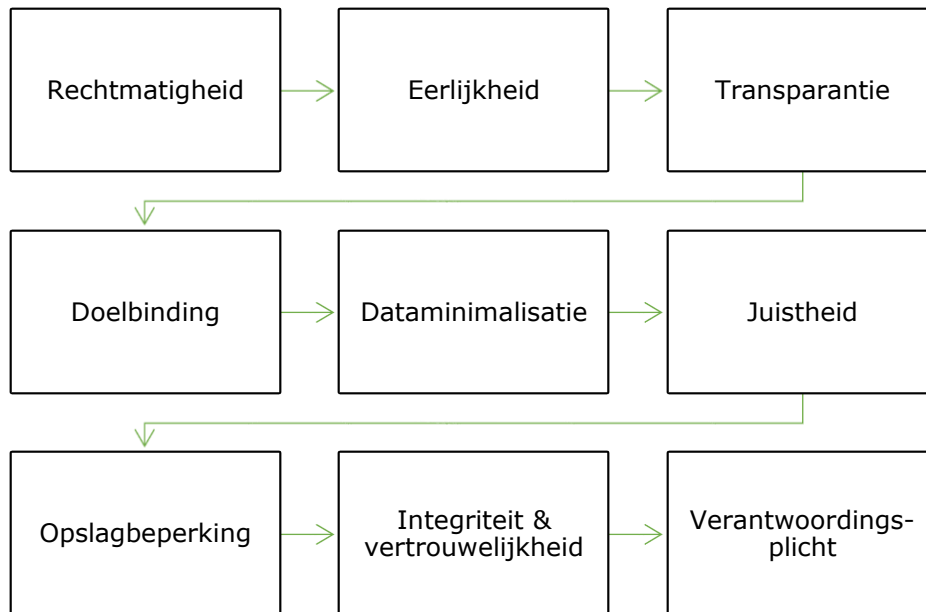 Rechtmatigheid
Eerlijkheid
Transparantie
Doelbinding
Dataminimalisatie
Juistheid
Opslagbeperking
Integriteit &
vertrouwelijkheid
Verantwoordings-
plicht